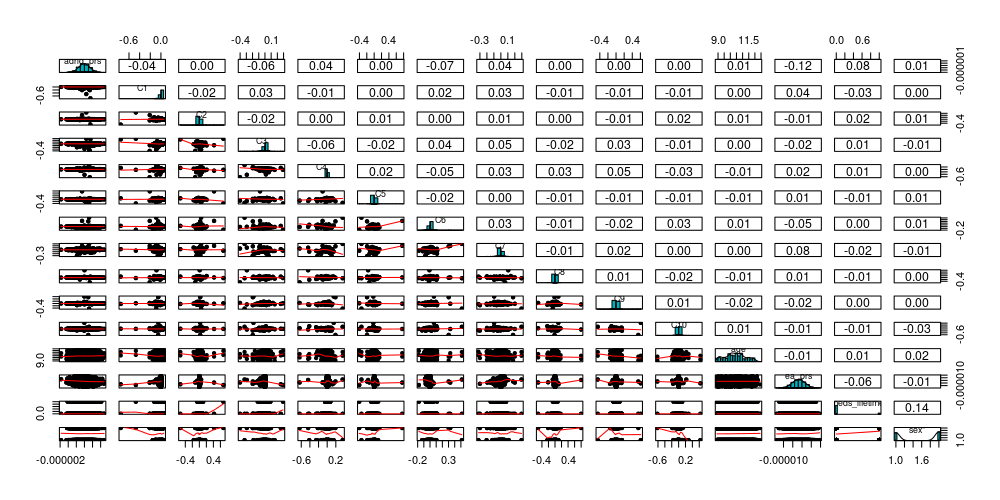 -0.6 0.0 -0.4 0.1 -0.4 0.4 -0.3 0.1 -0.4 0.4 9.0 11.5 0.0 0.6
adhd_prs -0.04 0.00 -0.06 0.04 0.00 -0.07 0.04 0.00 0.00 0.00 0.01 -0.12 0.08 0.01 -0.000001
-0.6 C1 -0.02 0.03 -0.01 0.00 0.02 0.03 -0.01 0.01 0.00 0.00 0.04 -0.03 0.00
C2 -0.02 0.00 0.01 0.00 0.01 0.00 -0.01 0.02 0.01 -0.01 0.02 0.01 -0.4
-0.4 C3 -0.06 -0.02 0.04 0.05 -0.02 0.03 -0.01 0.00 -0.02 0.01 -0.01
C4 0.02 -0.05 0.03 0.03 0.05 -0.03 -0.01 0.02 -0.01 0.01 -0.6
-0.4 C5 -0.02 0.00 -0.01 -0.01 -0.01 -0.01 0.01 -0.01 0.01
C6 0.03 -0.01 -0.02 0.03 0.01 -0.05 0.00 0.01 -0.2
-0.3 -0.01 0.02 0.00 0.00 0.08 -0.02 -0.01
0.01 -0.02 -0.01 0.01 -0.01 0.00 -0.4
-0.4 C9 0.01 -0.02 -0.02 0.00 0.00
C10 0.01 -0.01 -0.01 -0.03 -0.6
9.0 age -0.01 0.01 0.02
ea_prs -0.06 -0.01 -0.000010
0.0 0.14
sex 1.0
-0.000002 -0.4 0.4 -0.6 0.2 -0.2 0.3 -0.4 0.4 -0.6 0.2 -0.000010 1.0 1.6